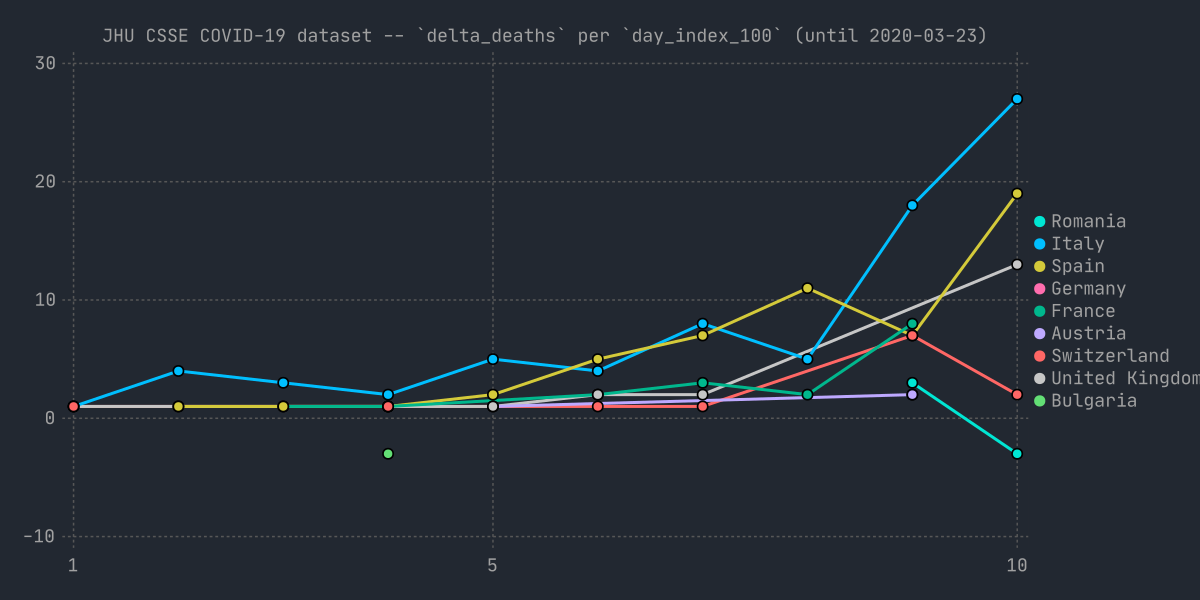 JHU CSSE COVID-19 dataset -- `delta_deaths` per `day_index_100` (until 2020-03-23)
30
20
10
0
-10
1
5
10
Romania
Italy
Spain
Germany
France
Austria
Switzerland
United Kingdom
Bulgaria